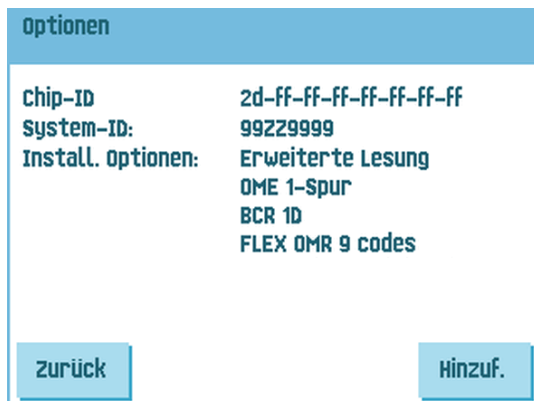 Optionen
Chip-ID 2d-ff-ff-ff-ff-ff-ff-ff
System-ID: 99ZZ9999
Install. Optionen: Erweiterte Lesung
OME 1-Spur
BCR 1D
FLEX OMR 9 codes
Zurück Hinzuf.